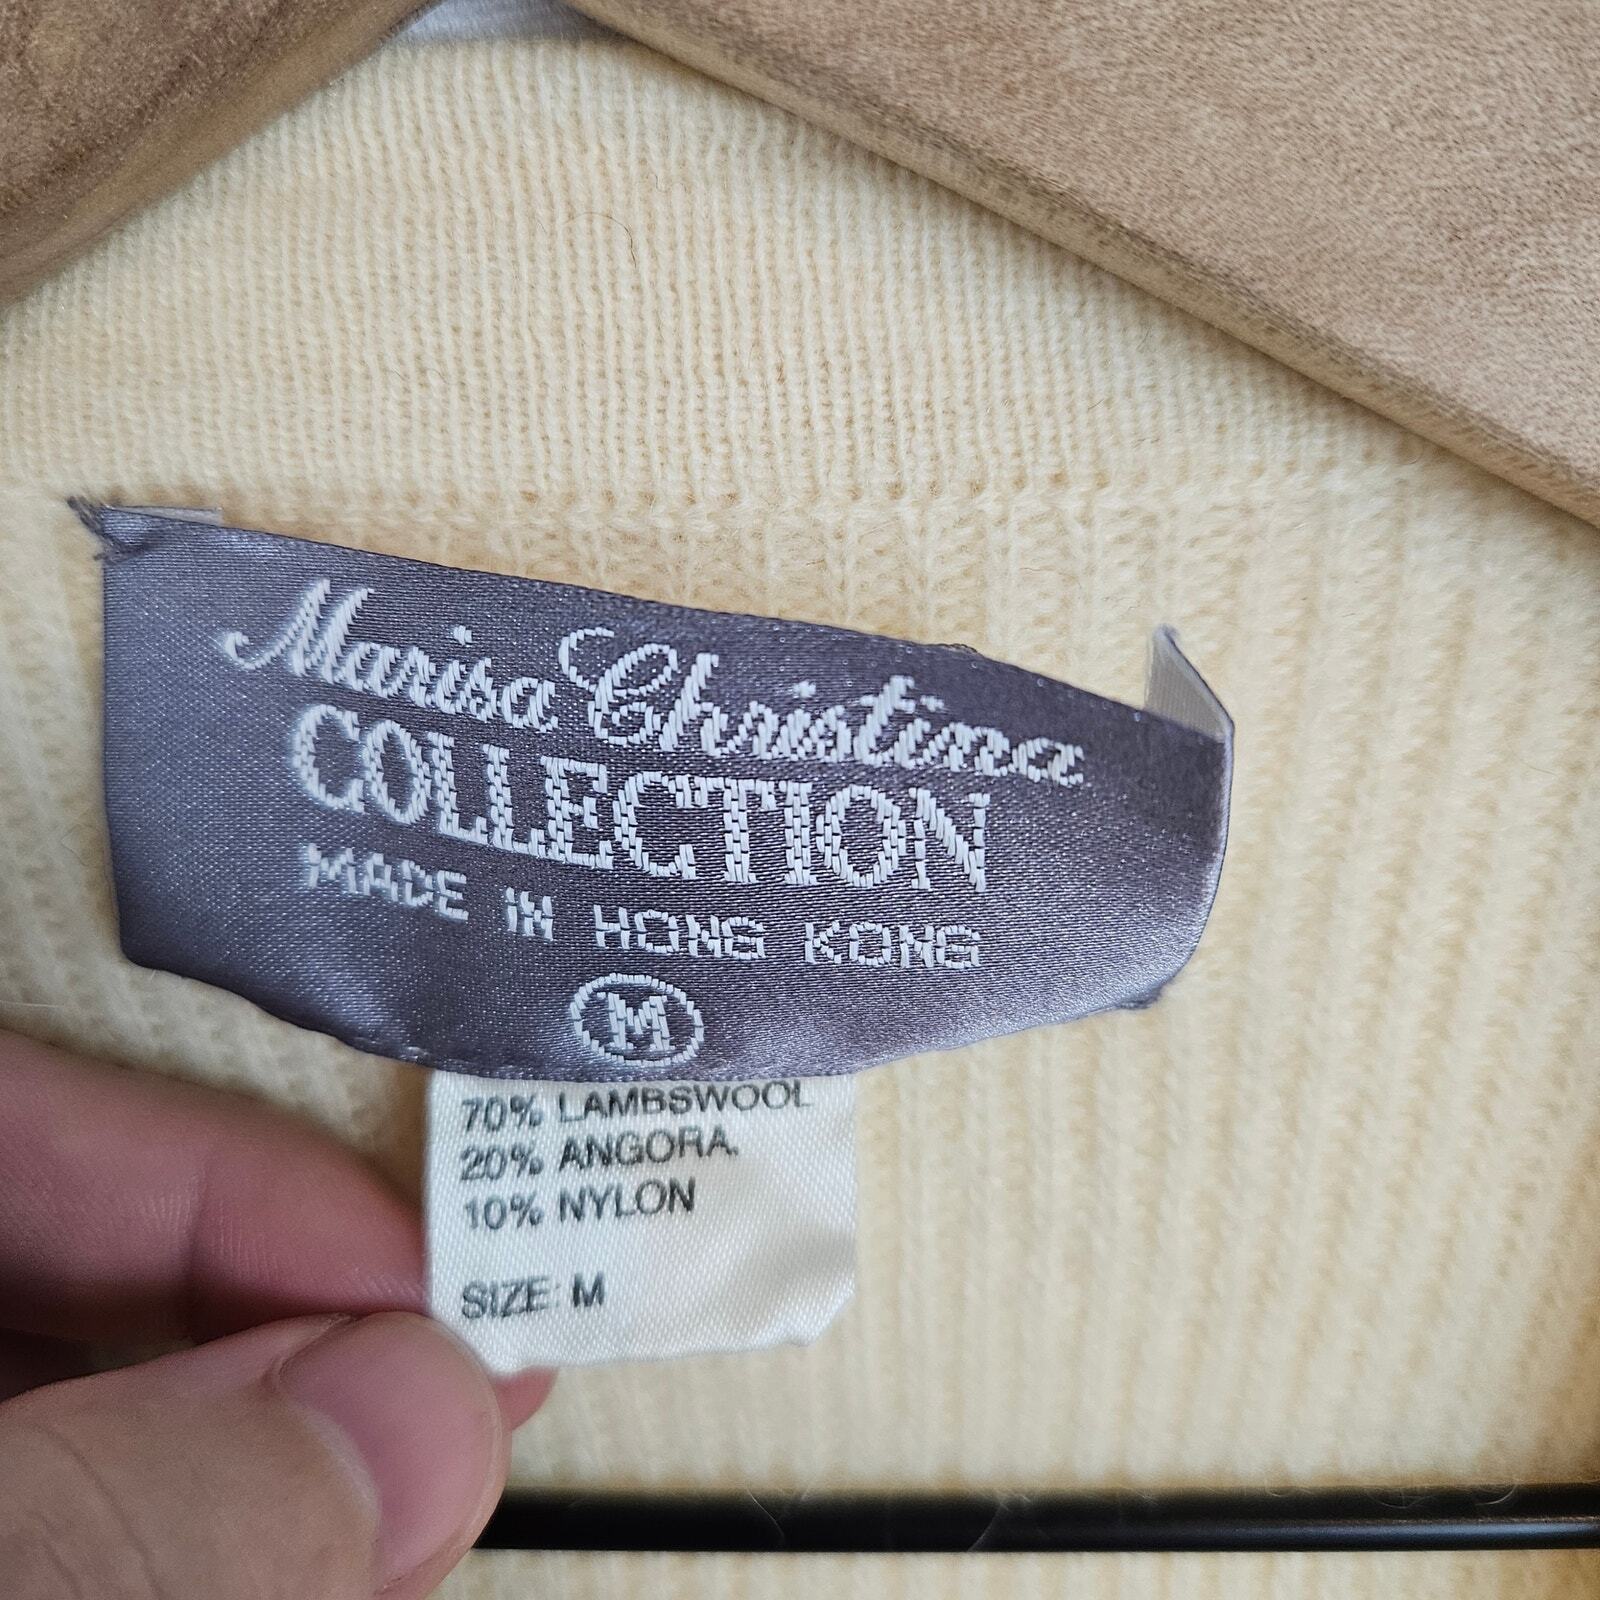 Marisa Christina
COLLECTION
MADE IN HONG KONG
M
70% LAMBSWOOL
20% ANGORA.
10% NYLON
SIZE: M